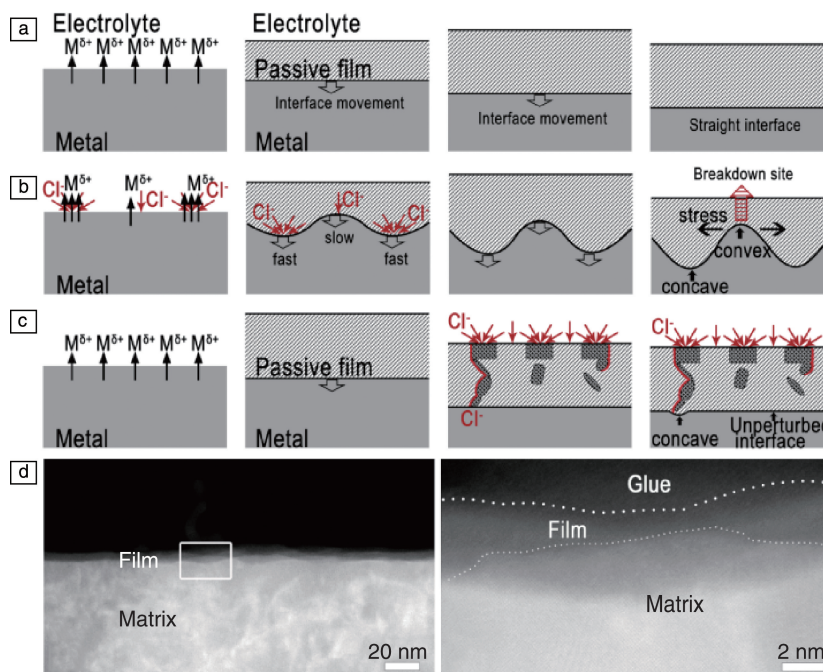 a
Electrolyte
Mδ+ Mδ+ Mδ+ Mδ+ Mδ+
Metal
Electrolyte
Passive film
Interface movement
Metal
Interface movement
Straight interface
b
Mδ+ Mδ+ Mδ+
Cl- Cl- Cl-
Metal
Cl- Cl- Cl-
slow
fast fast
Breakdown site
stress
convex
concave
c
Mδ+ Mδ+ Mδ+ Mδ+ Mδ+
Metal
Passive film
Metal
Cl-
Cl-
Cl-
concave
Unperturbed
interface
d
Film
Matrix
20 nm
Glue
Film
Matrix
2 nm